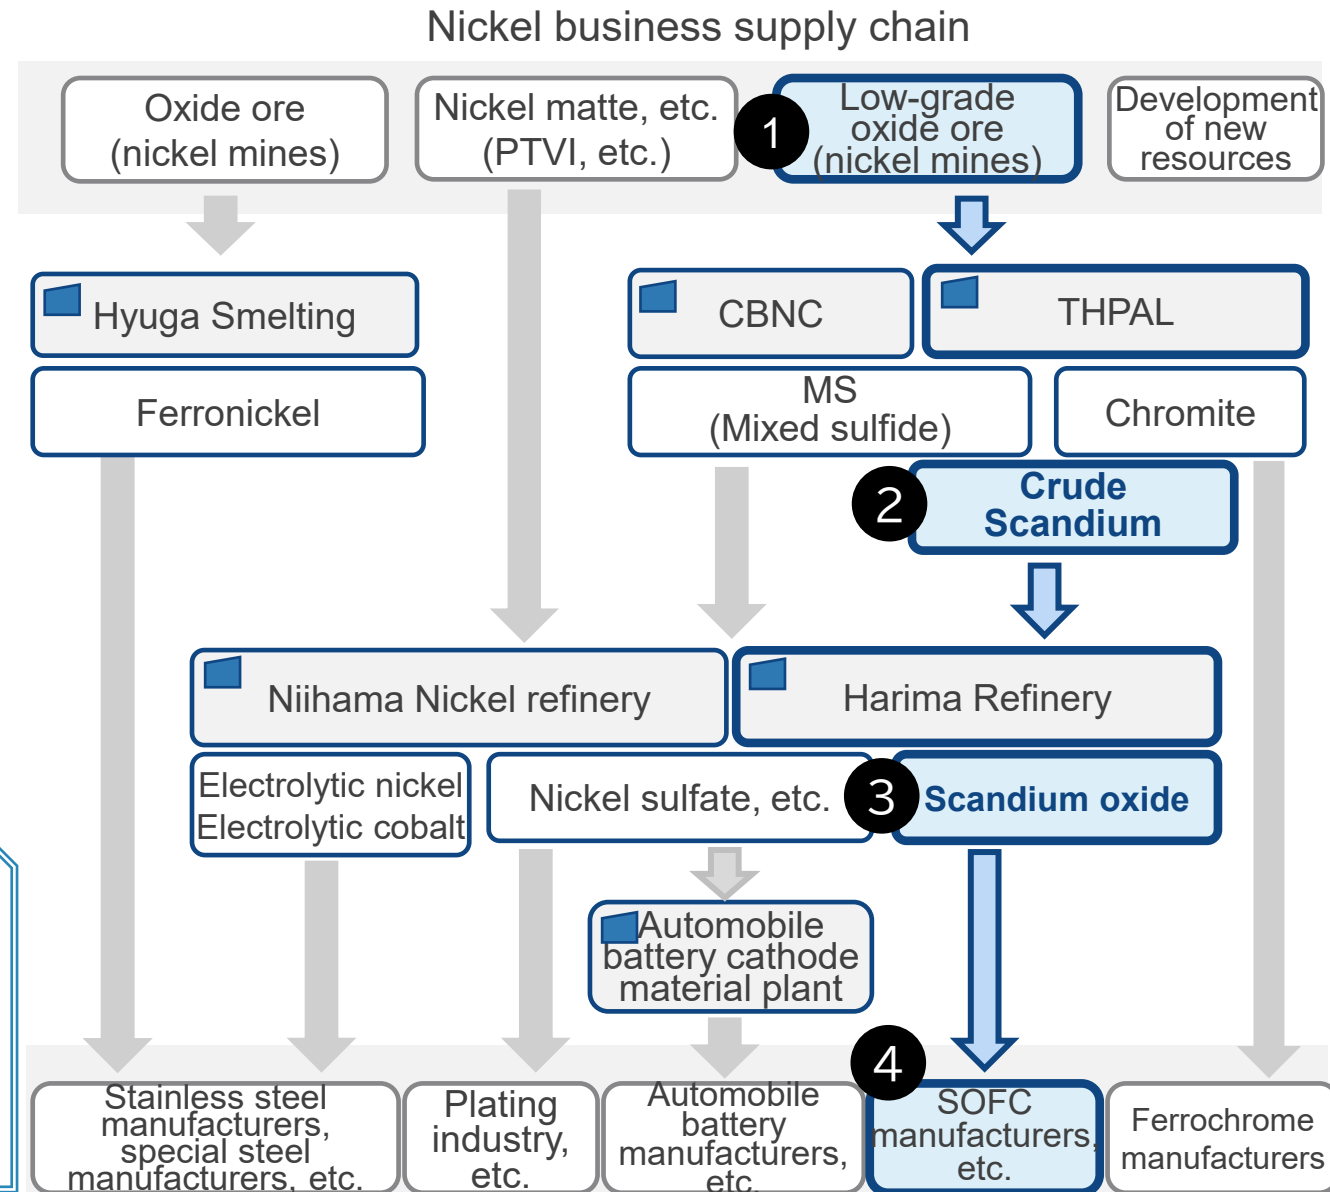 Nickel business supply chain
Oxide ore
(nickel mines)
Nickel matte, etc.
(PTVI, etc.)
1
Low-grade
oxide ore
(nickel mines)
Development
of new
resources
Hyuga Smelting
CBNC
THPAL
Ferronickel
MS
(Mixed sulfide)
Chromite
2
Crude
Scandium
Niihama Nickel refinery
Harima Refinery
Electrolytic nickel
Electrolytic cobalt
Nickel sulfate, etc.
3
Scandium oxide
Automobile
battery cathode
material plant
4
Stainless steel
manufacturers,
special steel
manufacturers, etc.
Plating
industry,
etc.
Automobile
battery
manufacturers,
etc.
SOFC
manufacturers,
etc.
Ferrochrome
manufacturers